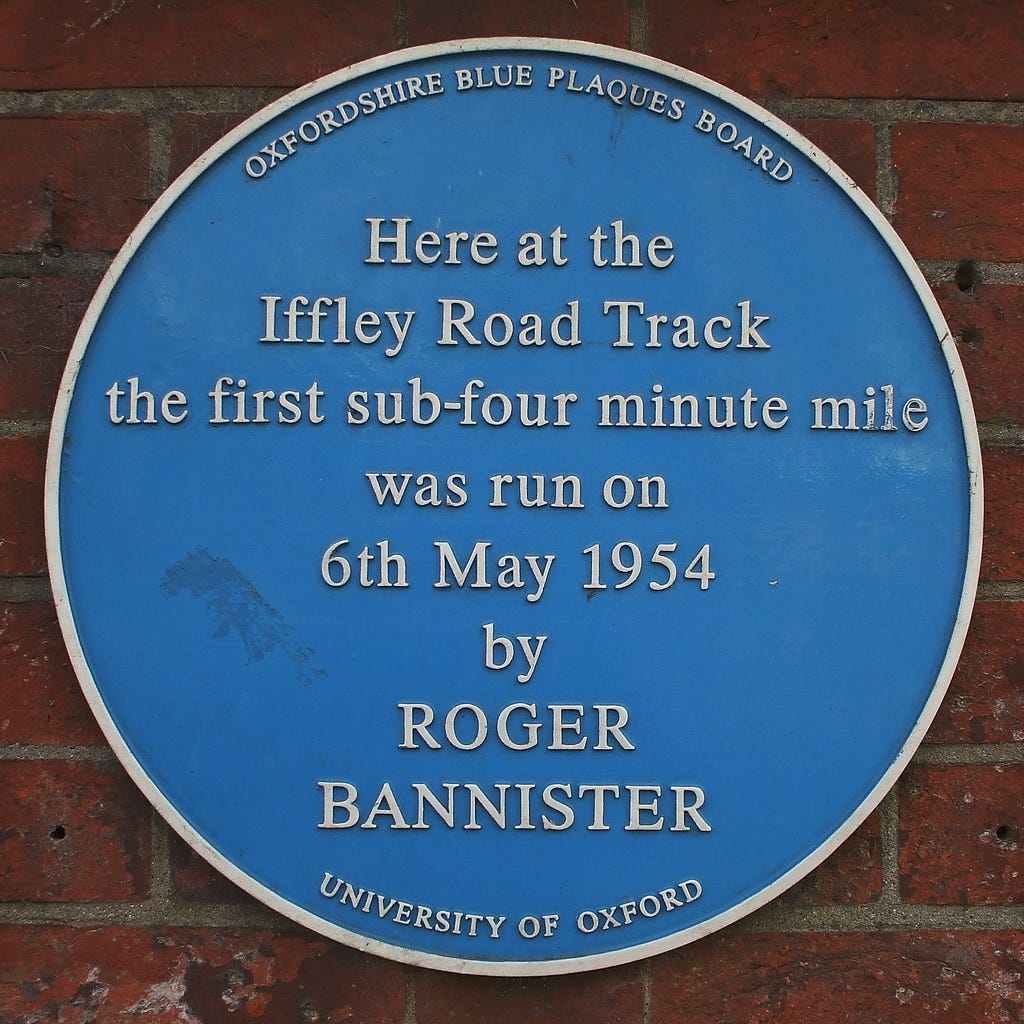 OXFORDSHIRE BLUE PLAQUES BOARD
Here at the
Iffley Road Track
the first sub-four minute mile
was run on
6th May 1954
by
ROGER
BANNISTER
UNIVERSITY OF OXFORD